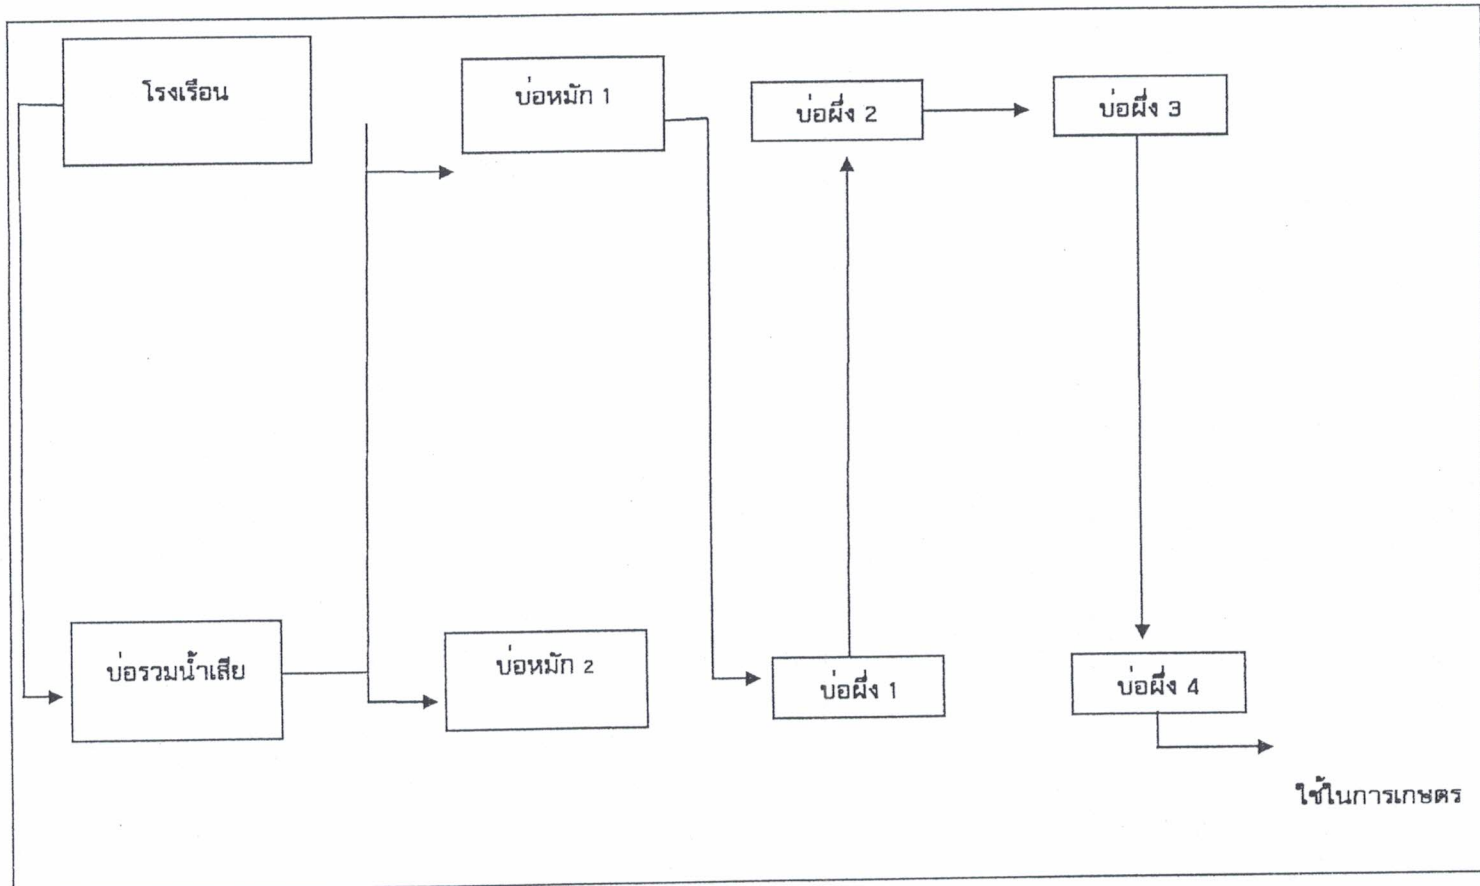 โรงเรือน
บ่อหมัก 1
บ่อผึ่ง 2
บ่อผึ่ง 3
บ่อรวมน้ำเสีย
บ่อหมัก 2
บ่อผึ่ง 1
บ่อผึ่ง 4
ใช้ในการเกษตร